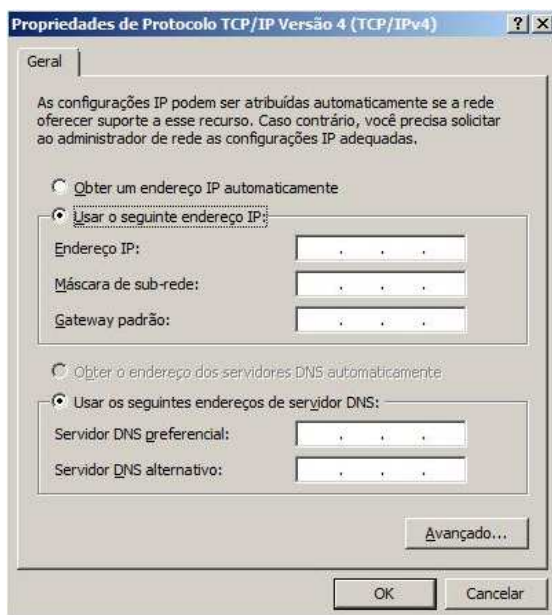 Propriedades de Protocolo TCP/IP Versão 4 (TCP/IPv4)
Geral
As configurações IP podem ser atribuídas automaticamente se a rede
oferecer suporte a esse recurso. Caso contrário, você precisa solicitar
ao administrador de rede as configurações IP adequadas.
Obter um endereço IP automaticamente
Usar o seguinte endereço IP:
Endereço IP:
Máscara de sub-rede:
Gateway padrão:
Obter o endereço dos servidores DNS automaticamente
Usar os seguintes endereços de servidor DNS:
Servidor DNS preferencial:
Servidor DNS alternativo:
Avançado...
OK Cancelar